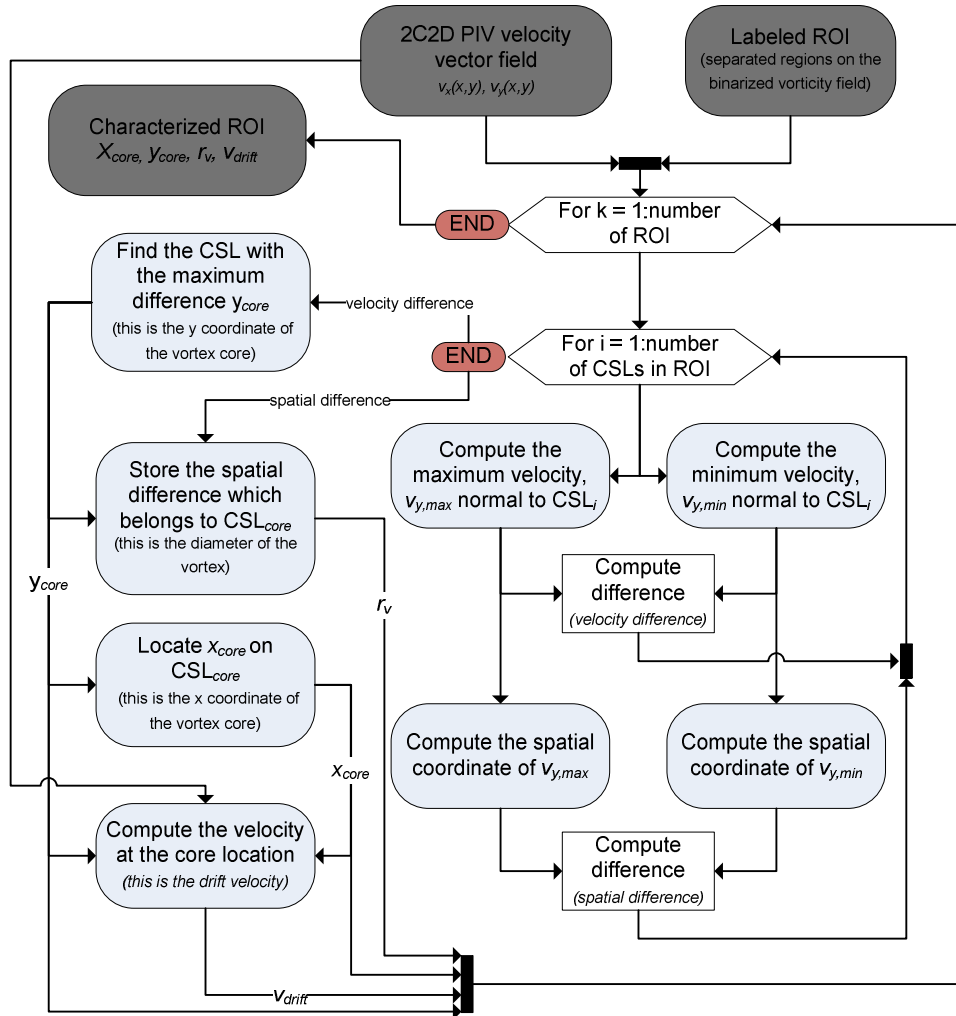 2C2D PIV velocity
vector field
vx(x,y), vy(x,y)
Labeled ROI
(separated regions on the
binarized vorticity field)
Characterized ROI
Xcore, ycore, rv, vdrift
END
For k = 1:number
of ROI
Find the CSL with
the maximum
difference ycore
(this is the y coordinate of
the vortex core)
velocity difference
END
For i = 1:number
of CSLs in ROI
spatial difference
Store the spatial
difference which
belongs to CSLcore
(this is the diameter of the
vortex)
Compute the
maximum velocity,
vy,max normal to CSLi
Compute the
minimum velocity,
vy,min normal to CSLi
Compute
difference
(velocity difference)
ycore
rv
Locate xcore on
CSLcore
(this is the x coordinate of
the vortex core)
Compute the spatial
coordinate of vy,max
Compute the spatial
coordinate of vy,min
xcore
Compute the velocity
at the core location
(this is the drift velocity)
Compute
difference
(spatial difference)
vdrift